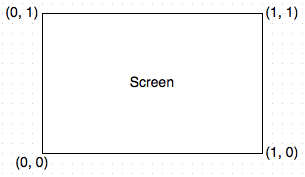 (0, 1) (1, 1)
Screen
(1, 0)
(0, 0)